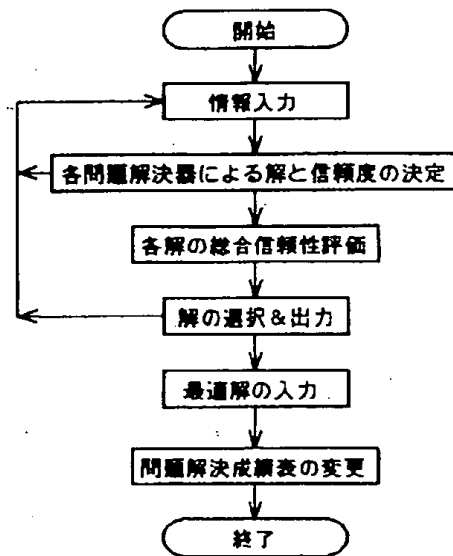 開始
情報入力
各問題解決器による解と信頼度の決定
各解の総合信頼性評価
解の選択＆出力
最適解の入力
問題解決成績表の変更
終了